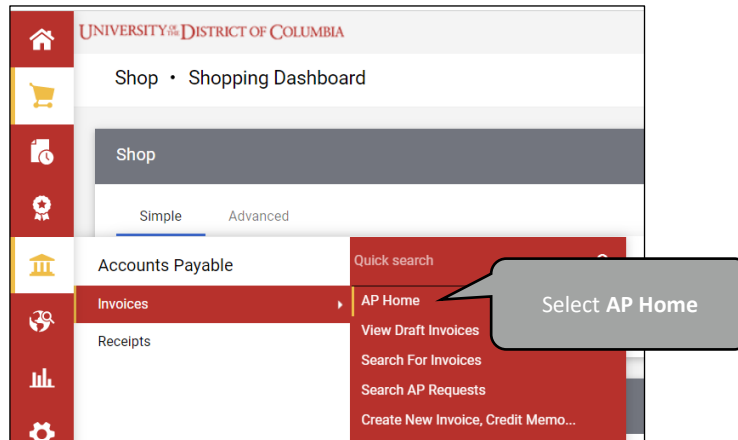 UNIVERSITY OF THE DISTRICT OF COLUMBIA
Shop • Shopping Dashboard
Shop
Simple Advanced
Accounts Payable
Invoices
Receipts
Quick search
AP Home
View Draft Invoices
Search For Invoices
Search AP Requests
Create New Invoice, Credit Memo...
Select AP Home